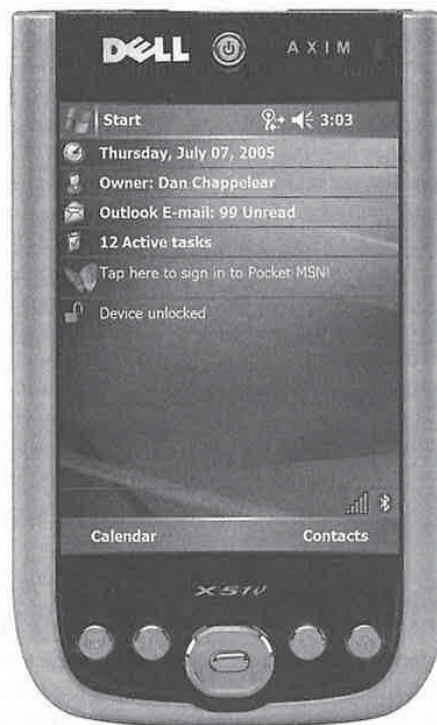 DELL AXIM
Start 3:03
Thursday, July 07, 2005
Owner: Dan Chappelear
Outlook E-mail: 99 Unread
12 Active tasks
Tap here to sign in to Pocket MSN!
Device unlocked
Calendar Contacts
X51v